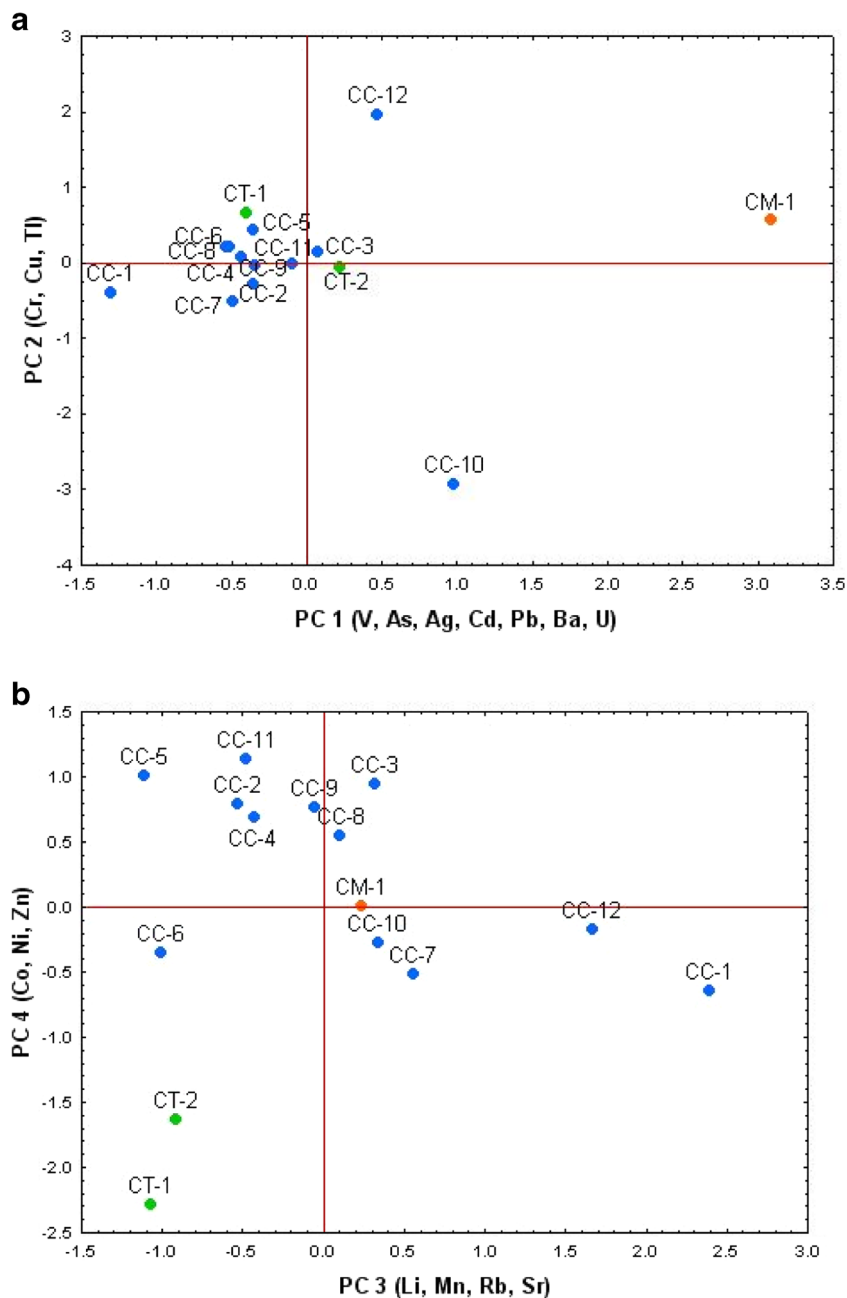 a
3
CC-12
2
CT-1
CM-1
1
CC-5
CC-6
CC-11
CC-3
CC-8
0
CC-1
CC-4
CC-9
CT-2
CC-2
CC-7
-1
-2
CC-10
-3
-4
-1.5 -1.0 -0.5 0.0 0.5 1.0 1.5 2.0 2.5 3.0 3.5
PC 2 (Cr, Cu, Tl)
PC 1 (V, As, Ag, Cd, Pb, Ba, U)
b
1.5
CC-11
CC-5
CC-3
1.0
CC-2
CC-9
CC-8
0.5
CC-4
CM-1
0.0
CC-12
CC-10
CC-6
CC-7
-0.5
CC-1
-1.0
CT-2
-1.5
-2.0
CT-1
-2.5
-1.5 -1.0 -0.5 0.0 0.5 1.0 1.5 2.0 2.5 3.0
PC 4 (Co, Ni, Zn)
PC 3 (Li, Mn, Rb, Sr)